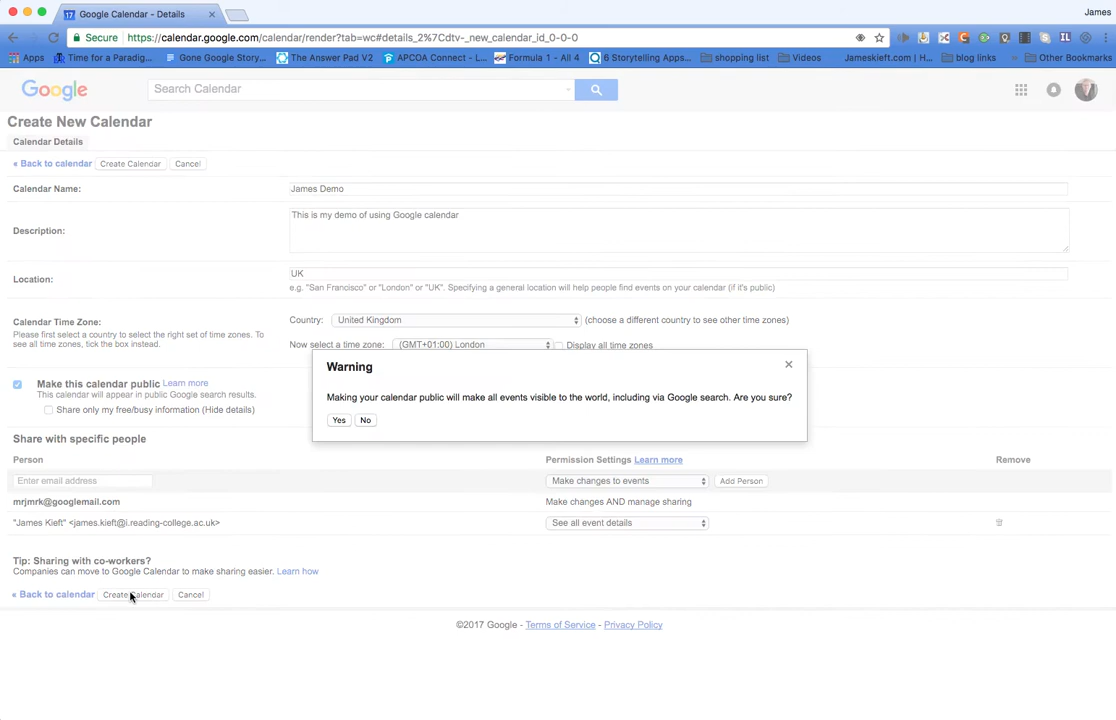 Google Calendar - Details
James
Secure
https://calendar.google.com/calendar/render?tab=wc#details_2%7Cdtv-_new_calendar_id_0-0-0
Apps
Time for a Paradig...
Gone Google Story...
The Answer Pad V2
APCOA Connect - L...
Formula 1 - All 4
6 Storytelling Apps...
shopping list
Videos
Jameskieft.com | H...
blog links
»
Other Bookmarks
Google
Search Calendar
Create New Calendar
Calendar Details
« Back to calendar Create Calendar Cancel
Calendar Name: James Demo
Description: This is my demo of using Google calendar
Location: UK
e.g. "San Francisco" or "London" or "UK". Specifying a general location will help people find events on your calendar (if it's public)
Calendar Time Zone:
Please first select a country to select the right set of time zones. To
see all time zones, tick the box instead.
Country: United Kingdom (choose a different country to see other time zones)
Now select a time zone: (GMT+01:00) London Display all time zones
Warning
Making your calendar public will make all events visible to the world, including via Google search. Are you sure?
Yes No
Make this calendar public Learn more
This calendar will appear in public Google search results.
Share only my free/busy information (Hide details)
Share with specific people
Person Permission Settings Learn more Remove
Enter email address Make changes to events Add Person
mrjmrk@googlemail.com Make changes AND manage sharing
"James Kieft" <james.kieft@i.reading-college.ac.uk> See all event details
Tip: Sharing with co-workers?
Companies can move to Google Calendar to make sharing easier. Learn how
« Back to calendar Create Calendar Cancel
©2017 Google - Terms of Service - Privacy Policy